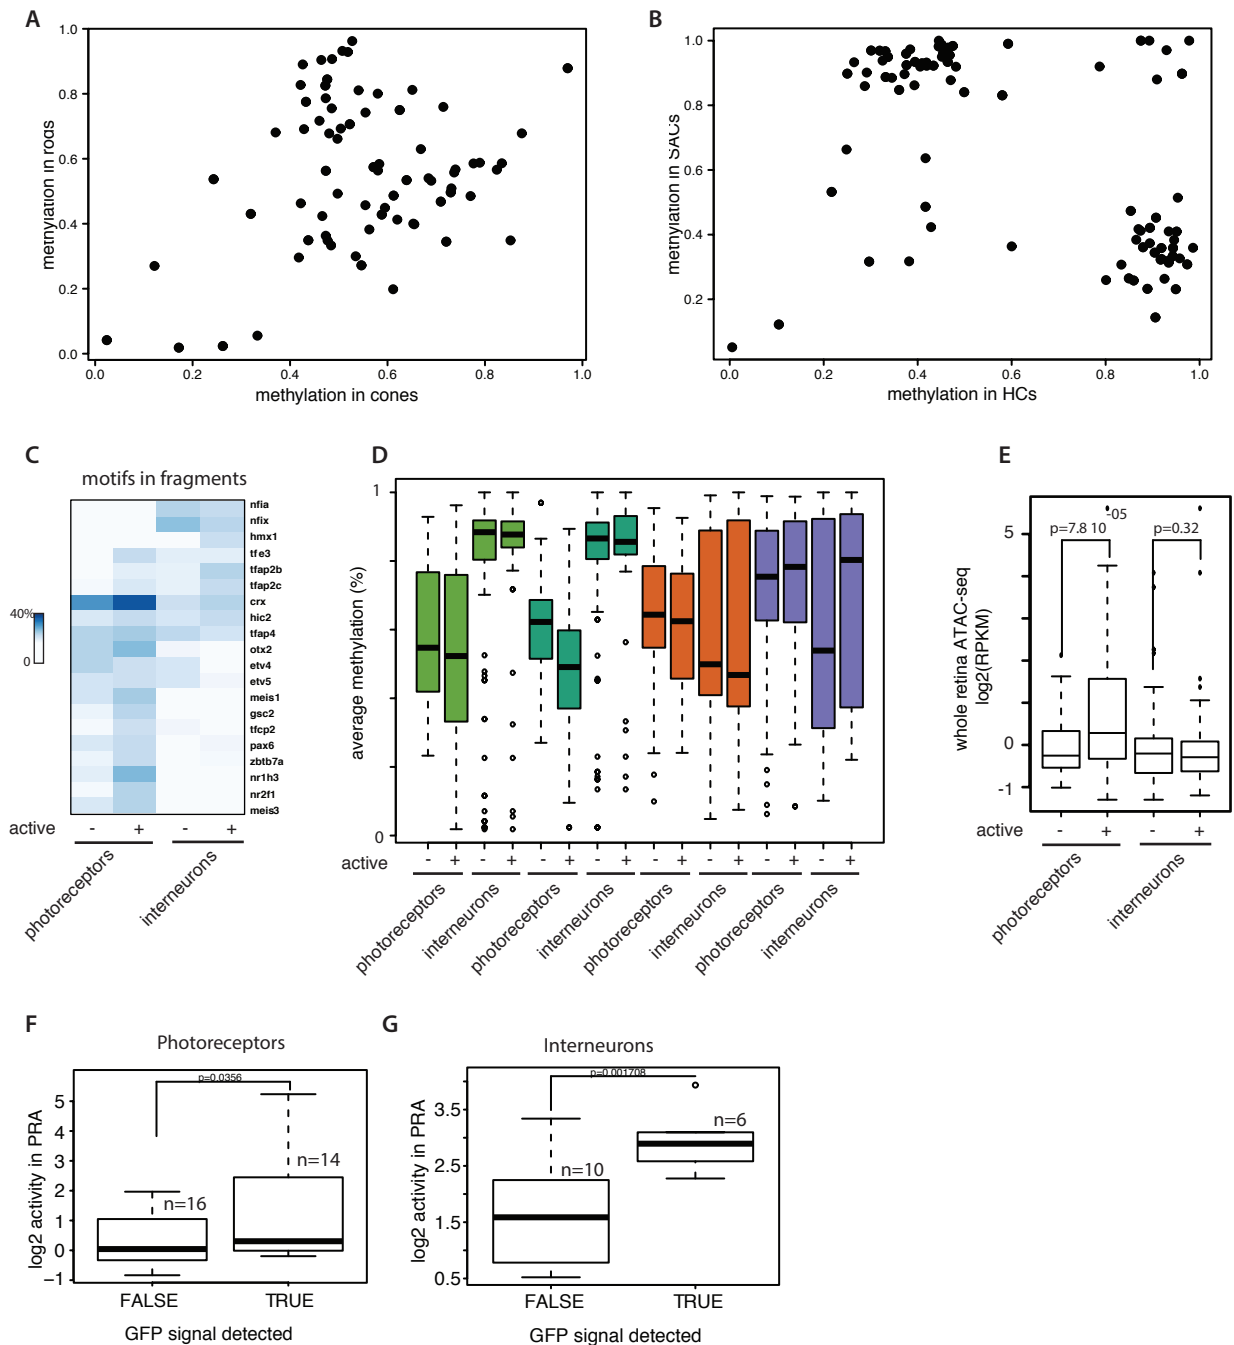 A
B
1.0
0.8
0.6
0.4
0.2
0.0
methylation in rods
0.0
0.2
0.4
0.6
0.8
1.0
methylation in cones
1.0
0.8
0.6
0.4
0.2
methylation in SACs
0.0
0.2
0.4
0.6
0.8
1.0
methylation in HCs
C
motifs in fragments
nfia
nfix
hmx1
tfe3
tfap2b
tfap2c
crx
hic2
tfap4
otx2
etv4
etv5
meis1
gsc2
tfcp2
pax6
zbtb7a
nr1h3
nr2f1
meis3
40%
0
active - + - +
photoreceptors
interneurons
D
1
0
average methylation (%)
active - + - + - + - + - + - + - + - +
photoreceptors
interneurons
photoreceptors
interneurons
photoreceptors
interneurons
photoreceptors
interneurons
E
5
0
-1
whole retina ATAC-seq
log2(RPKM)
p=7.8 10-05
p=0.32
active - + - +
photoreceptors
interneurons
F
Photoreceptors
p=0.0356
5
4
3
2
1
0
−1
log2 activity in PRA
n=16
n=14
FALSE
TRUE
GFP signal detected
G
Interneurons
p=0.001708
3.5
2.5
1.5
0.5
log2 activity in PRA
n=10
n=6
FALSE
TRUE
GFP signal detected